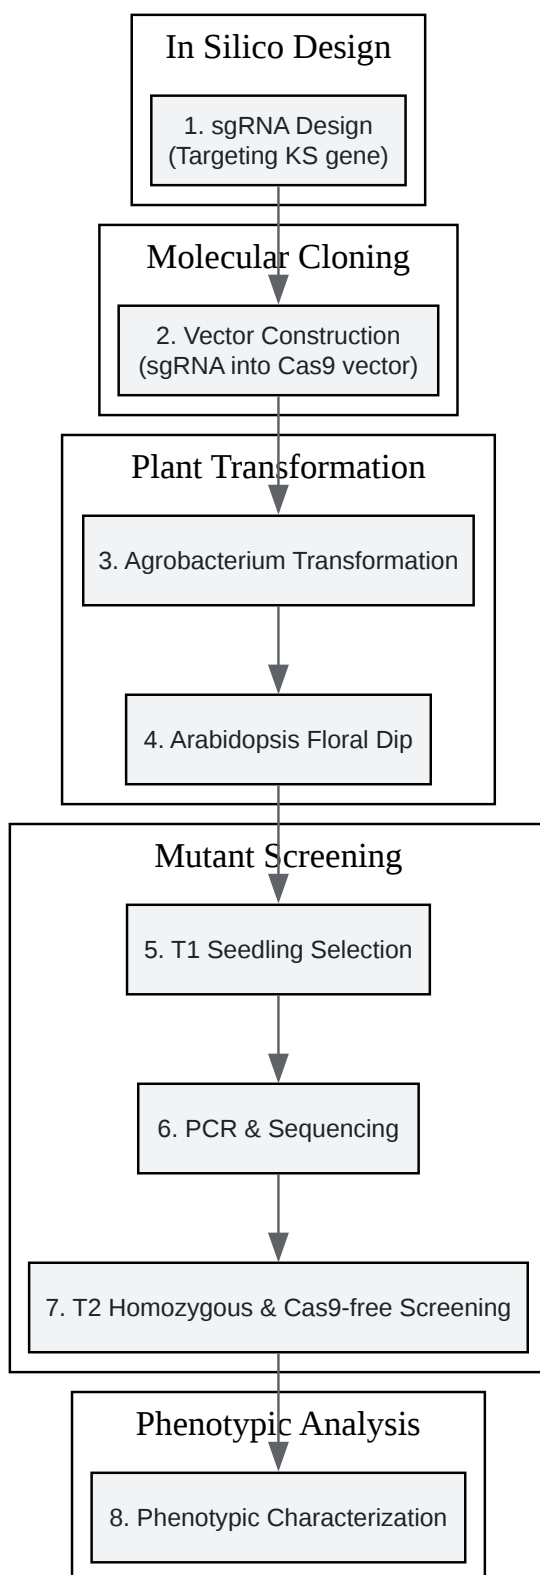 In Silico Design
1. sgRNA Design
(Targeting KS gene)
Molecular Cloning
2. Vector Construction
(sgRNA into Cas9 vector)
Plant Transformation
3. Agrobacterium Transformation
4. Arabidopsis Floral Dip
Mutant Screening
5. T1 Seedling Selection
6. PCR & Sequencing
7. T2 Homozygous & Cas9-free Screening
Phenotypic Analysis
8. Phenotypic Characterization